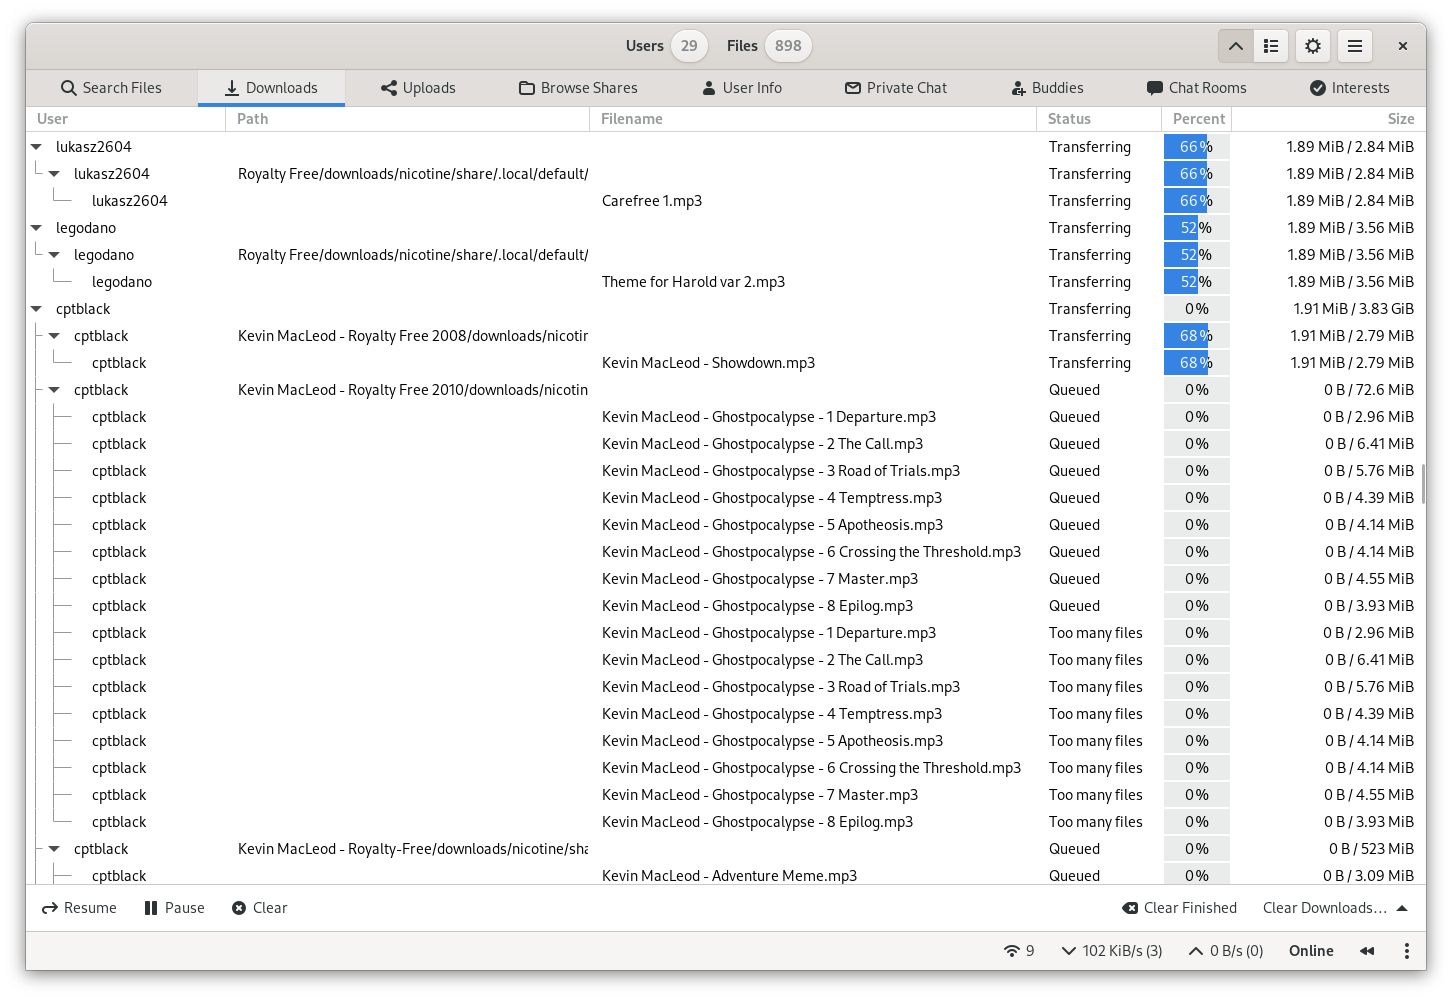 Users 29 Files 898
Search Files Downloads Uploads Browse Shares User Info Private Chat Buddies Chat Rooms Interests
User Path Filename Status Percent Size
lukasz2604 Transferring 66% 1.89 MiB / 2.84 MiB
lukasz2604 Royalty Free/downloads/nicotine/share/.local/default/ Transferring 66% 1.89 MiB / 2.84 MiB
lukasz2604 Carefree 1.mp3 Transferring 66% 1.89 MiB / 2.84 MiB
legodano Transferring 52% 1.89 MiB / 3.56 MiB
legodano Royalty Free/downloads/nicotine/share/.local/default/ Transferring 52% 1.89 MiB / 3.56 MiB
legodano Theme for Harold var 2.mp3 Transferring 52% 1.89 MiB / 3.56 MiB
cptblack Transferring 0% 1.91 MiB / 3.83 GiB
cptblack Kevin MacLeod - Royalty Free 2008/downloads/nicotin Transferring 68% 1.91 MiB / 2.79 MiB
cptblack Kevin MacLeod - Showdown.mp3 Transferring 68% 1.91 MiB / 2.79 MiB
cptblack Kevin MacLeod - Royalty Free 2010/downloads/nicotin Queued 0% 0 B / 72.6 MiB
cptblack Kevin MacLeod - Ghostpocalypse - 1 Departure.mp3 Queued 0% 0 B / 2.96 MiB
cptblack Kevin MacLeod - Ghostpocalypse - 2 The Call.mp3 Queued 0% 0 B / 6.41 MiB
cptblack Kevin MacLeod - Ghostpocalypse - 3 Road of Trials.mp3 Queued 0% 0 B / 5.76 MiB
cptblack Kevin MacLeod - Ghostpocalypse - 4 Temptress.mp3 Queued 0% 0 B / 4.39 MiB
cptblack Kevin MacLeod - Ghostpocalypse - 5 Apotheosis.mp3 Queued 0% 0 B / 4.14 MiB
cptblack Kevin MacLeod - Ghostpocalypse - 6 Crossing the Threshold.mp3 Queued 0% 0 B / 4.14 MiB
cptblack Kevin MacLeod - Ghostpocalypse - 7 Master.mp3 Queued 0% 0 B / 4.55 MiB
cptblack Kevin MacLeod - Ghostpocalypse - 8 Epilog.mp3 Queued 0% 0 B / 3.93 MiB
cptblack Kevin MacLeod - Ghostpocalypse - 1 Departure.mp3 Too many files 0% 0 B / 2.96 MiB
cptblack Kevin MacLeod - Ghostpocalypse - 2 The Call.mp3 Too many files 0% 0 B / 6.41 MiB
cptblack Kevin MacLeod - Ghostpocalypse - 3 Road of Trials.mp3 Too many files 0% 0 B / 5.76 MiB
cptblack Kevin MacLeod - Ghostpocalypse - 4 Temptress.mp3 Too many files 0% 0 B / 4.39 MiB
cptblack Kevin MacLeod - Ghostpocalypse - 5 Apotheosis.mp3 Too many files 0% 0 B / 4.14 MiB
cptblack Kevin MacLeod - Ghostpocalypse - 6 Crossing the Threshold.mp3 Too many files 0% 0 B / 4.14 MiB
cptblack Kevin MacLeod - Ghostpocalypse - 7 Master.mp3 Too many files 0% 0 B / 4.55 MiB
cptblack Kevin MacLeod - Ghostpocalypse - 8 Epilog.mp3 Too many files 0% 0 B / 3.93 MiB
cptblack Kevin MacLeod - Royalty-Free/downloads/nicotine/sha Queued 0% 0 B / 523 MiB
cptblack Kevin MacLeod - Adventure Meme.mp3 Queued 0% 0 B / 3.09 MiB
Resume Pause Clear Clear Finished Clear Downloads...
9 102 KiB/s (3) 0 B/s (0) Online